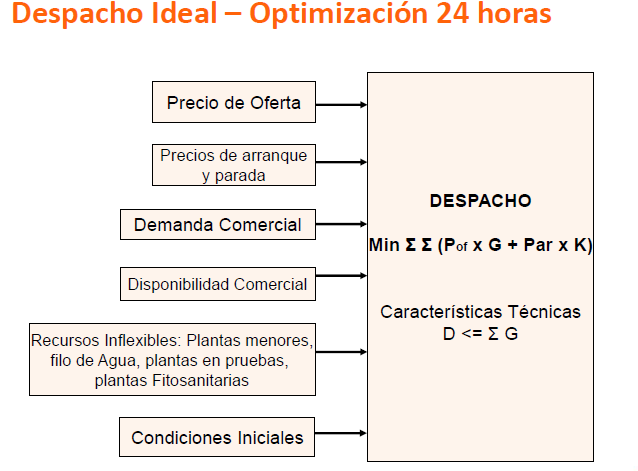 Despacho Ideal – Optimización 24 horas
Precio de Oferta
Precios de arranque
y parada
Demanda Comercial
Disponibilidad Comercial
Recursos Inflexibles: Plantas menores,
filo de Agua, plantas en pruebas,
plantas Fitosanitarias
Condiciones Iniciales
DESPACHO
Min Σ Σ (Pof x G + Par x K)
Características Técnicas
D <= Σ G